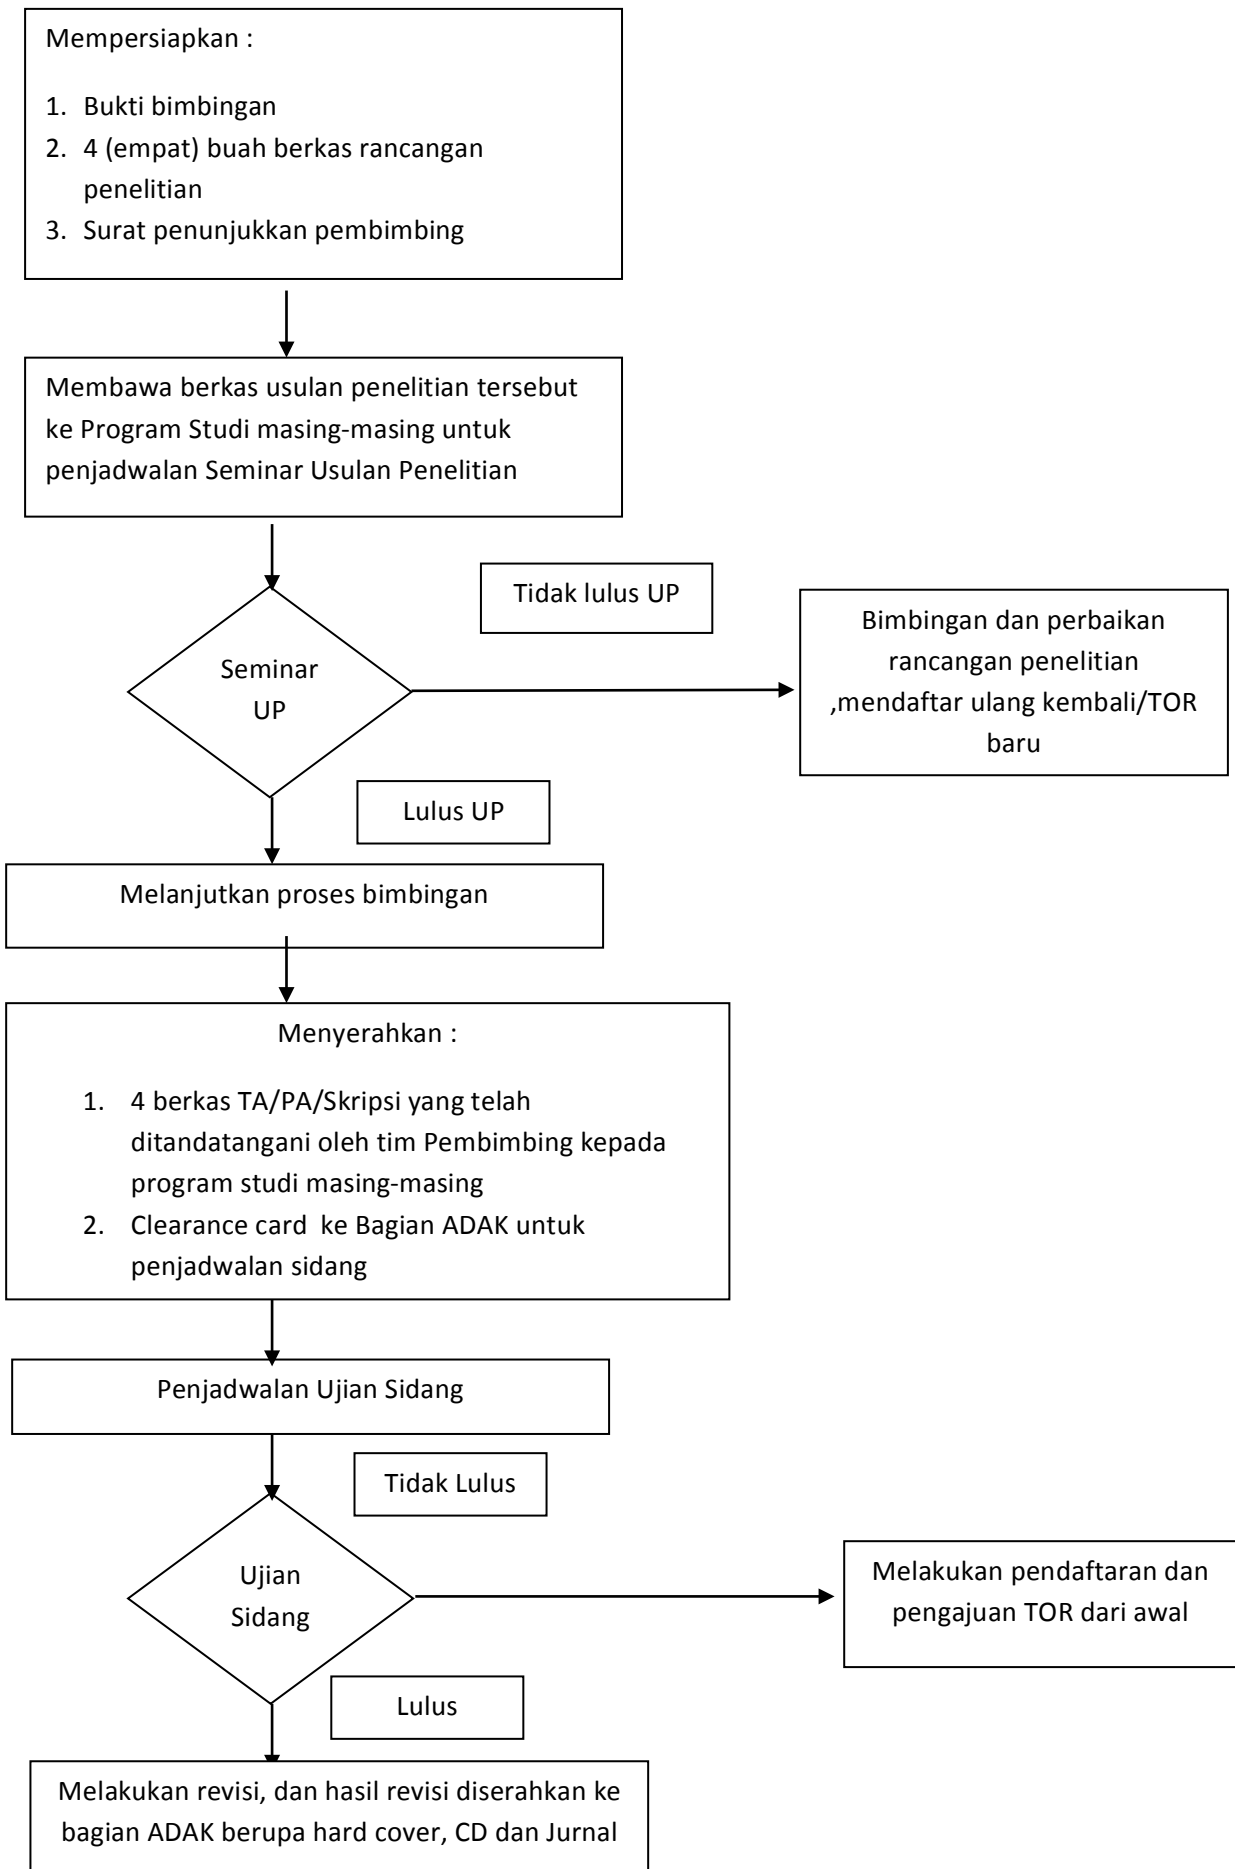 Mempersiapkan :
1. Bukti bimbingan
2. 4 (empat) buah berkas rancangan
penelitian
3. Surat penunjukkan pembimbing
Membawa berkas usulan penelitian tersebut
ke Program Studi masing-masing untuk
penjadwalan Seminar Usulan Penelitian
Tidak lulus UP
Bimbingan dan perbaikan
rancangan penelitian
,mendaftar ulang kembali/TOR
baru
Seminar
UP
Lulus UP
Melanjutkan proses bimbingan
Menyerahkan :
1. 4 berkas TA/PA/Skripsi yang telah
ditandatangani oleh tim Pembimbing kepada
program studi masing-masing
2. Clearance card ke Bagian ADAK untuk
penjadwalan sidang
Penjadwalan Ujian Sidang
Tidak Lulus
Ujian
Sidang
Melakukan pendaftaran dan
pengajuan TOR dari awal
Lulus
Melakukan revisi, dan hasil revisi diserahkan ke
bagian ADAK berupa hard cover, CD dan Jurnal